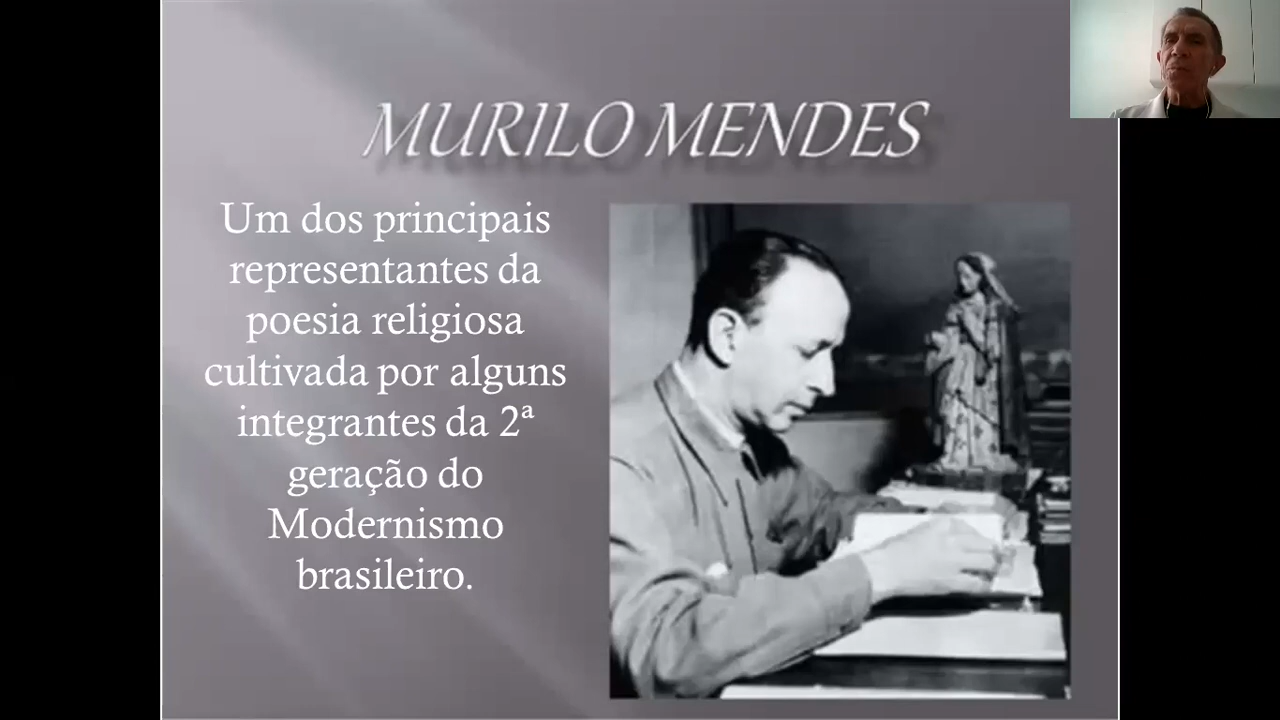 MURILO MENDES
Um dos principais
representantes da
poesia religiosa
cultivada por alguns
integrantes da 2ª
geração do
Modernismo
brasileiro.